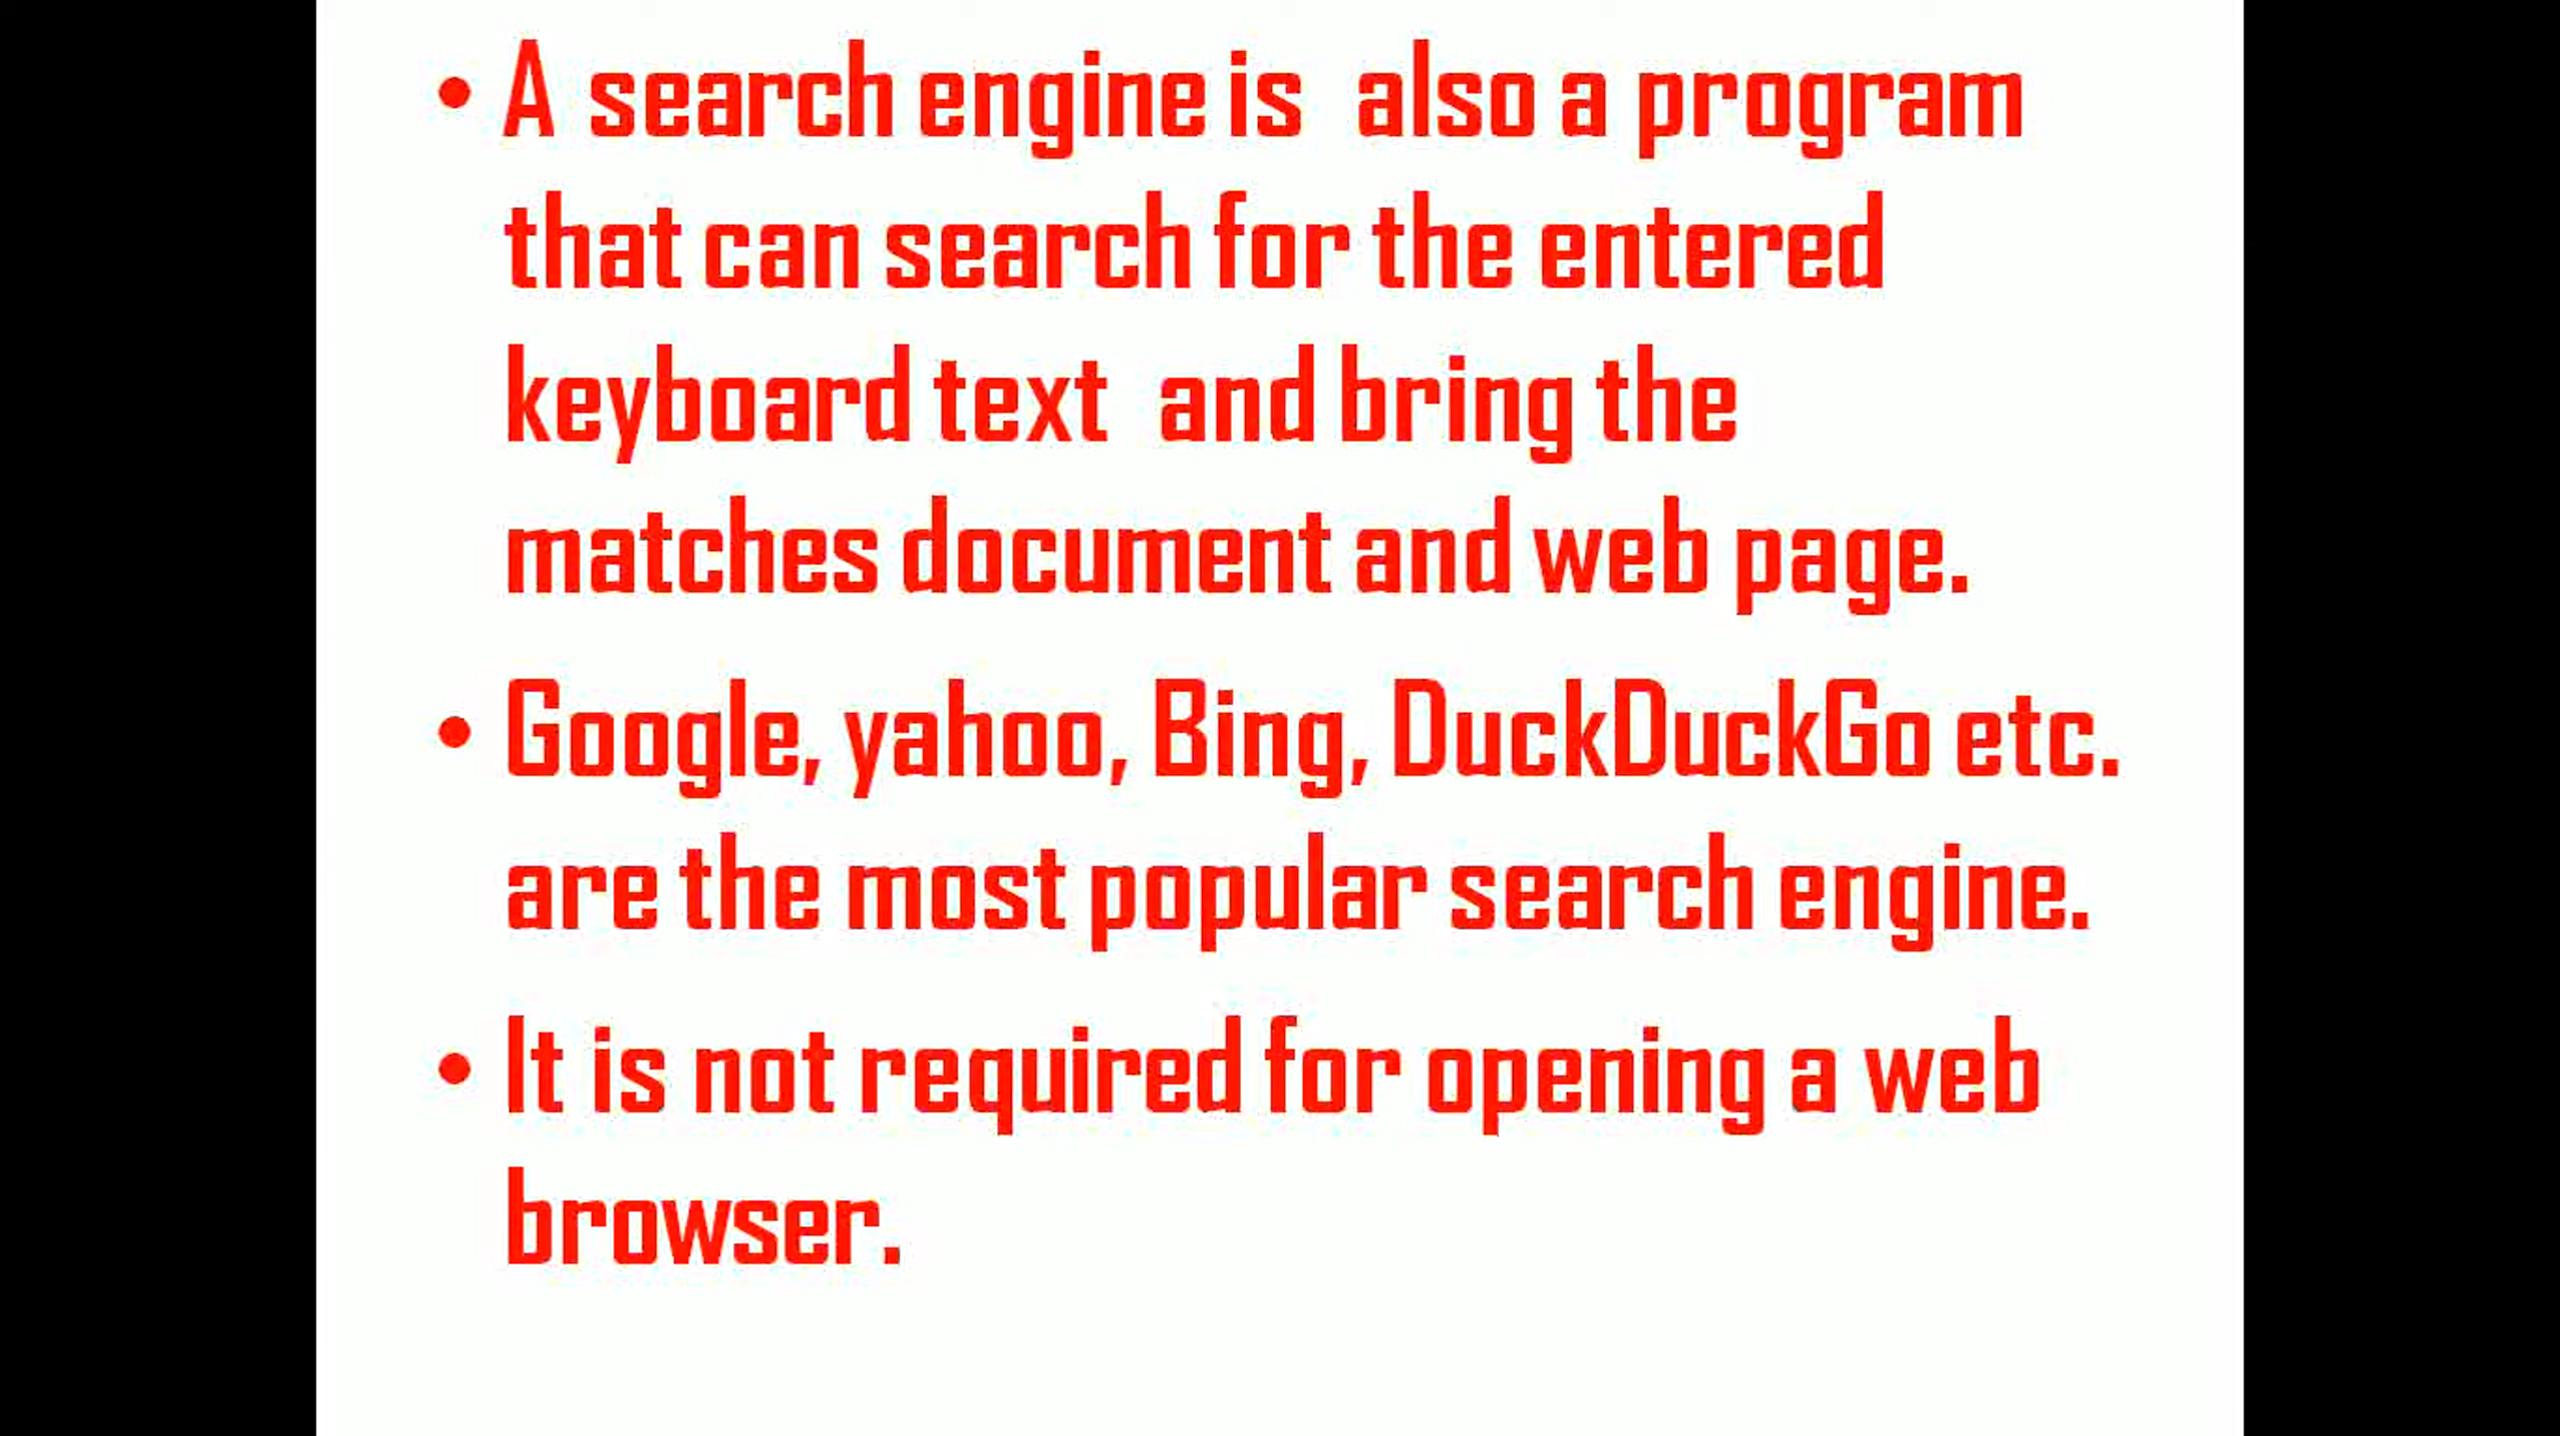 • A search engine is also a program
that can search for the entered
keyboard text and bring the
matches document and web page.
• Google, yahoo, Bing, DuckDuckGo etc.
are the most popular search engine.
• It is not required for opening a web
browser.